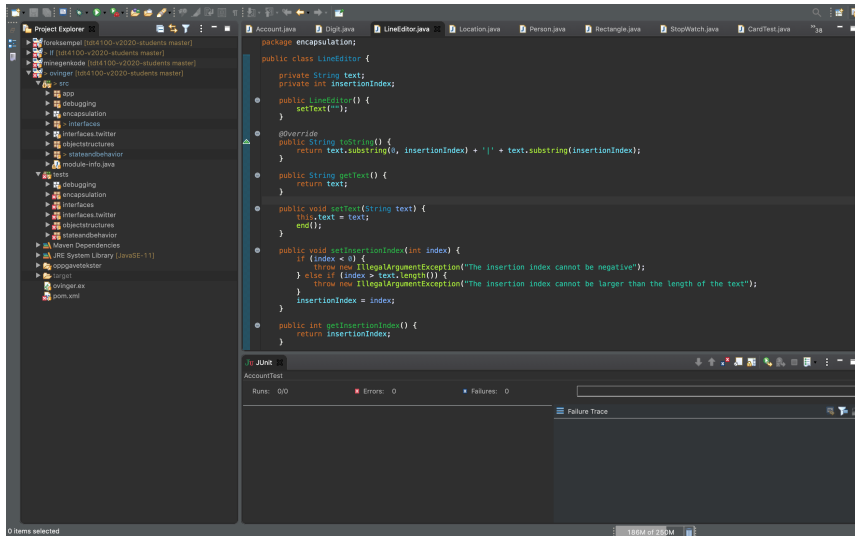 Project Explorer
foreksempel [tdt4100-v2020-students master]
> lf [tdt4100-v2020-students master]
minegenkode [tdt4100-v2020-students master]
> ovinger [tdt4100-v2020-students master]
> src
app
debugging
encapsulation
> interfaces
interfaces.twitter
objectstructures
> stateandbehavior
module-info.java
tests
debugging
encapsulation
interfaces
interfaces.twitter
objectstructures
stateandbehavior
Maven Dependencies
JRE System Library [JavaSE-11]
oppgavetekster
target
ovinger.ex
pom.xml
Account.java
Digit.java
LineEditor.java
Location.java
Person.java
Rectangle.java
StopWatch.java
CardTest.java
»36
package encapsulation;
public class LineEditor {
private String text;
private int insertionIndex;
public LineEditor() {
setText("");
}
@Override
public String toString() {
return text.substring(0, insertionIndex) + '|' + text.substring(insertionIndex);
}
public String getText() {
return text;
}
public void setText(String text) {
this.text = text;
end();
}
public void setInsertionIndex(int index) {
if (index < 0) {
throw new IllegalArgumentException("The insertion index cannot be negative");
} else if (index > text.length()) {
throw new IllegalArgumentException("The insertion index cannot be larger than the length of the text");
}
insertionIndex = index;
}
public int getInsertionIndex() {
return insertionIndex;
}
JUnit
AccountTest
Runs: 0/0
Errors: 0
Failures: 0
Failure Trace
0 items selected
186M of 250M